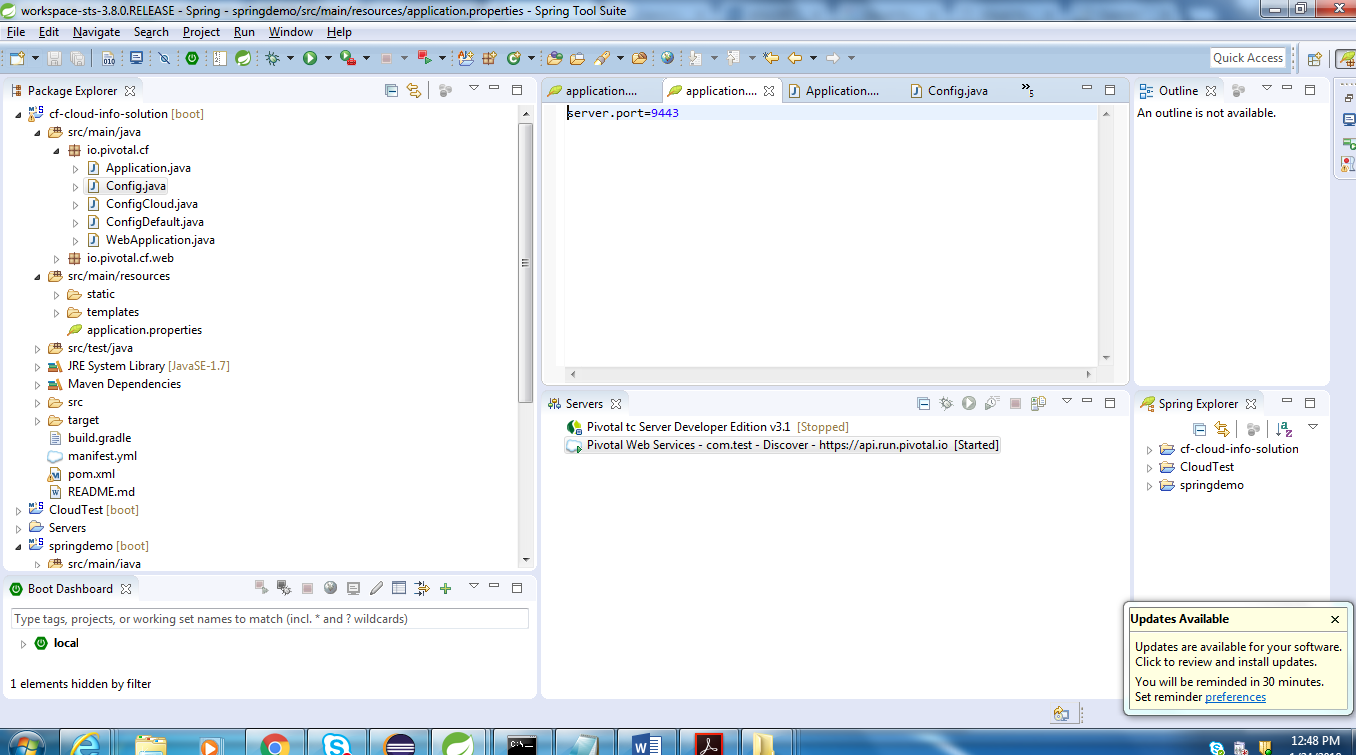 workspace-sts-3.8.0.RELEASE - Spring - springdemo/src/main/resources/application.properties - Spring Tool Suite
File Edit Navigate Search Project Run Window Help
Quick Access
Package Explorer
cf-cloud-info-solution [boot]
src/main/java
io.pivotal.cf
Application.java
Config.java
ConfigCloud.java
ConfigDefault.java
WebApplication.java
io.pivotal.cf.web
src/main/resources
static
templates
application.properties
src/test/java
JRE System Library [JavaSE-1.7]
Maven Dependencies
src
target
build.gradle
manifest.yml
pom.xml
README.md
CloudTest [boot]
Servers
springdemo [boot]
src/main/java
Boot Dashboard
Type tags, projects, or working set names to match (incl. * and ? wildcards)
local
1 elements hidden by filter
application.... application.... Application.... Config.java »5
server.port=9443
Servers
Pivotal tc Server Developer Edition v3.1 [Stopped]
Pivotal Web Services - com.test - Discover - https://api.run.pivotal.io [Started]
Outline
An outline is not available.
Spring Explorer
cf-cloud-info-solution
CloudTest
springdemo
Updates Available
Updates are available for your software.
Click to review and install updates.
You will be reminded in 30 minutes.
Set reminder preferences
12:48 PM